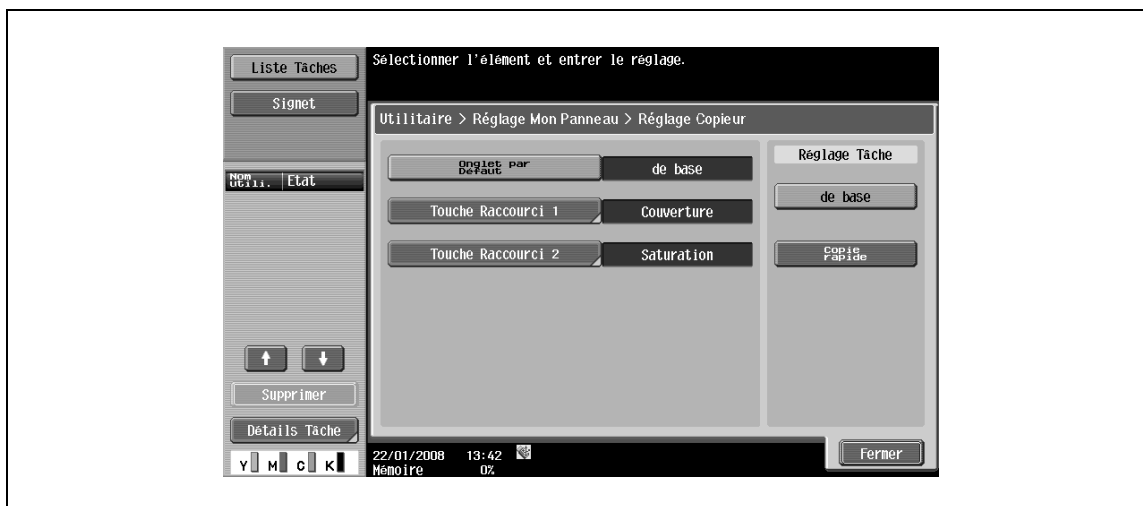 Liste Tâches
Signet
Nom
Utili.
Etat
Supprimer
Détails Tâche
Y M C K
Sélectionner l'élément et entrer le réglage.
Utilitaire > Réglage Mon Panneau > Réglage Copieur
Onglet par
Défaut
de base
Touche Raccourci 1
Couverture
Touche Raccourci 2
Saturation
Réglage Tâche
de base
Copie
rapide
22/01/2008 13:42
Mémoire 0%
Fermer